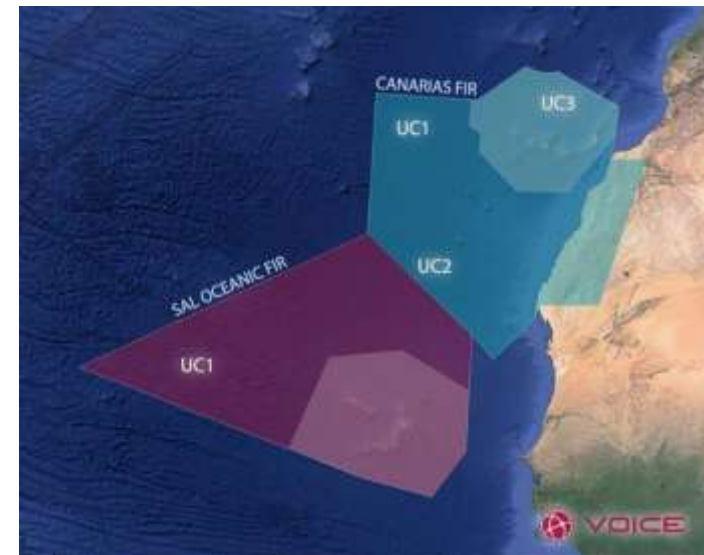 CANARIAS FIR
UC3
UC1
UC2
SAL OCEANIC FIR
UC1
VOICE